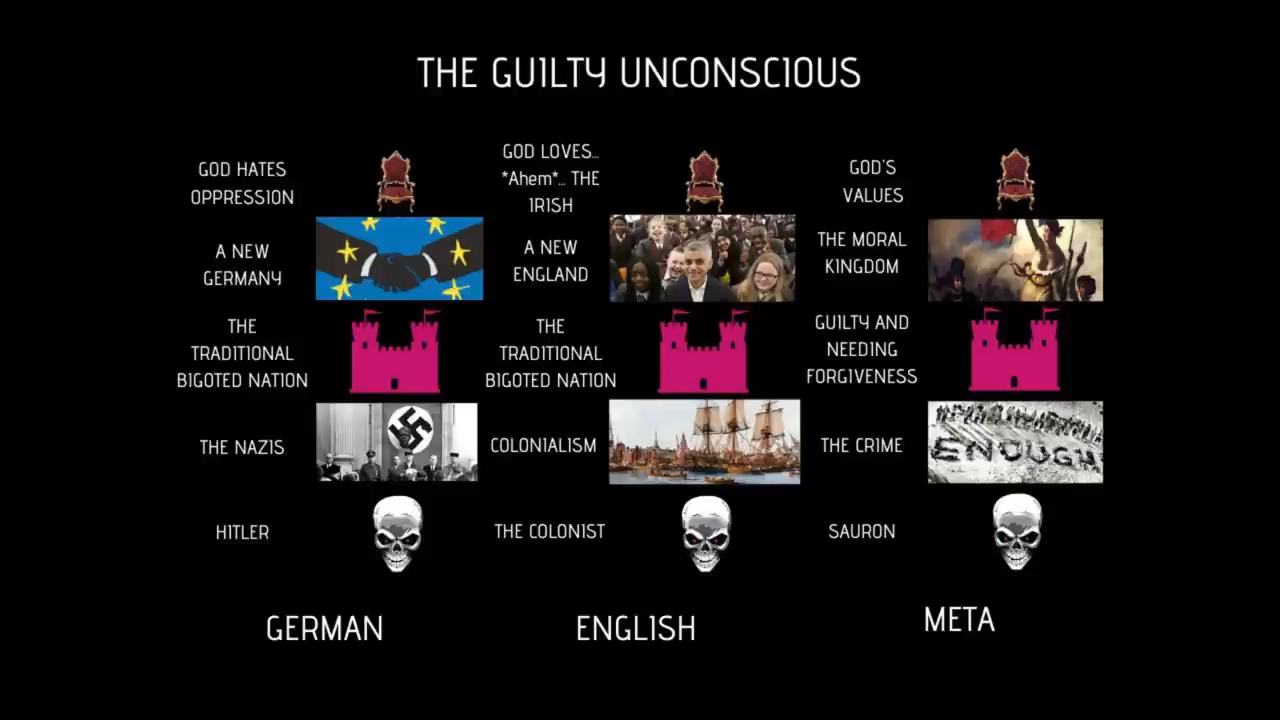 THE GUILTY UNCONSCIOUS
GOD HATES
OPPRESSION
A NEW
GERMANY
THE
TRADITIONAL
BIGOTED NATION
THE NAZIS
HITLER
GERMAN
GOD LOVES...
*Ahem*... THE
IRISH
A NEW
ENGLAND
THE
TRADITIONAL
BIGOTED NATION
COLONIALISM
THE COLONIST
ENGLISH
GOD'S
VALUES
THE MORAL
KINGDOM
GUILTY AND
NEEDING
FORGIVENESS
THE CRIME
ENOUGH
SAURON
META